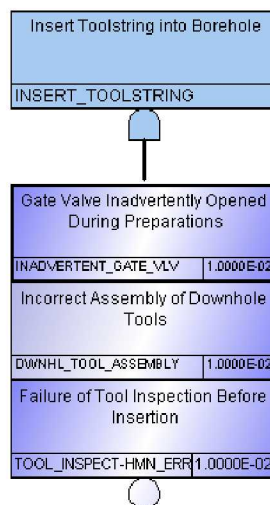 Insert Toolstring into Borehole
INSERT_TOOLSTRING
Gate Valve Inadvertently Opened
During Preparations
INADVERTENT_GATE_VLV 1.0000E-02
Incorrect Assembly of Downhole
Tools
DWNHL_TOOL_ASSEMBLY 1.0000E-02
Failure of Tool Inspection Before
Insertion
TOOL_INSPECT-HMN_ERR 1.0000E-02